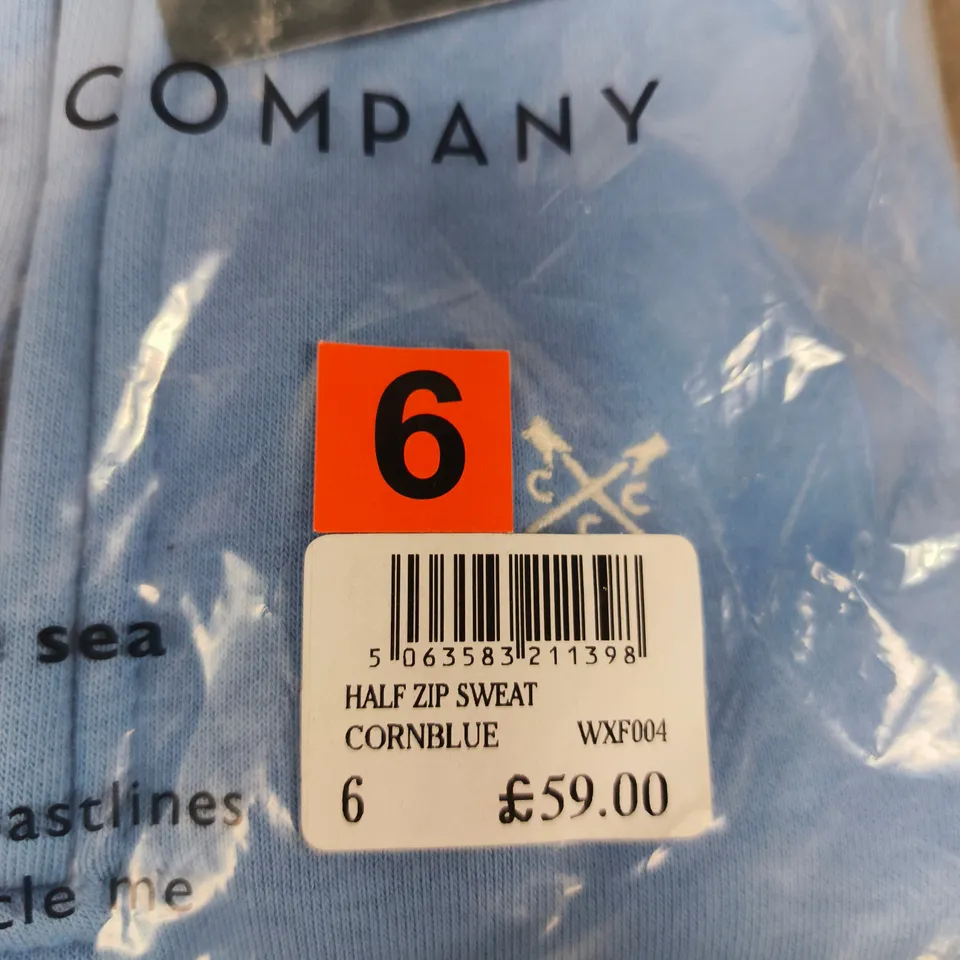 COMPANY
6
C C
C
sea
5 063583 211398
HALF ZIP SWEAT
CORNBLUE WXF004
6 £59.00
astlines
cle me